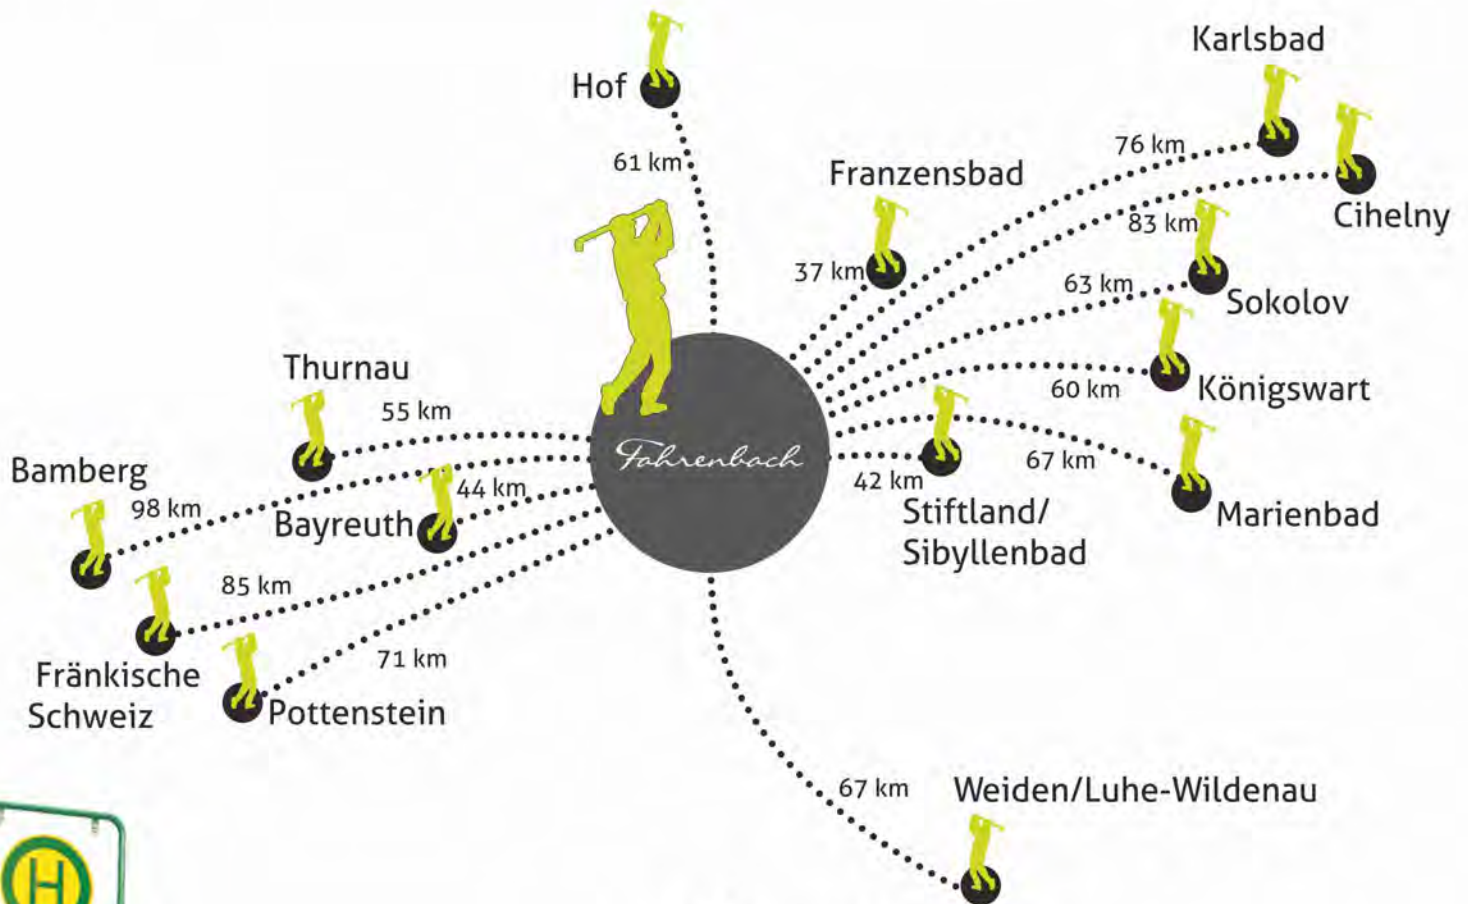 Karlsbad
Hof
76 km
61 km
Franzensbad
83 km
Cihelny
37 km
63 km
Sokolov
Thurnau
55 km
60 km
Königswart
Fahrenbach
Bamberg
98 km
44 km
Bayreuth
42 km
67 km
Stiftland/
Sibyllenbad
Marienbad
85 km
Fränkische
Schweiz
71 km
Pottenstein
67 km
Weiden/Luhe-Wildenau
H